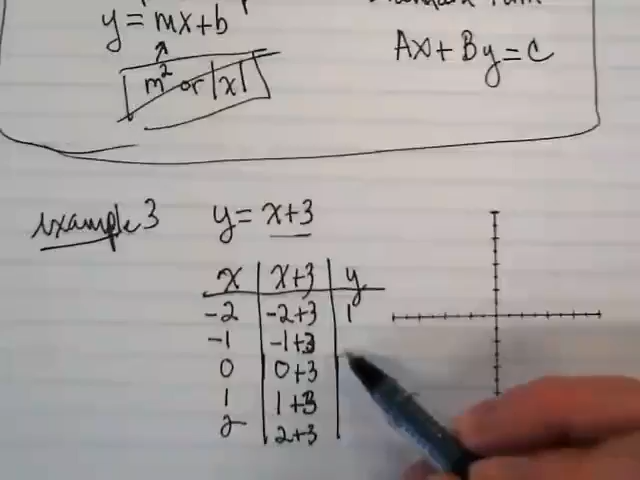 Form
y = mx+b
Ax + By = C
m² or |x|
example 3 y = x+3
x x+3 y
-2 -2+3 1
-1 -1+3
0 0+3
1 1+3
2 2+3